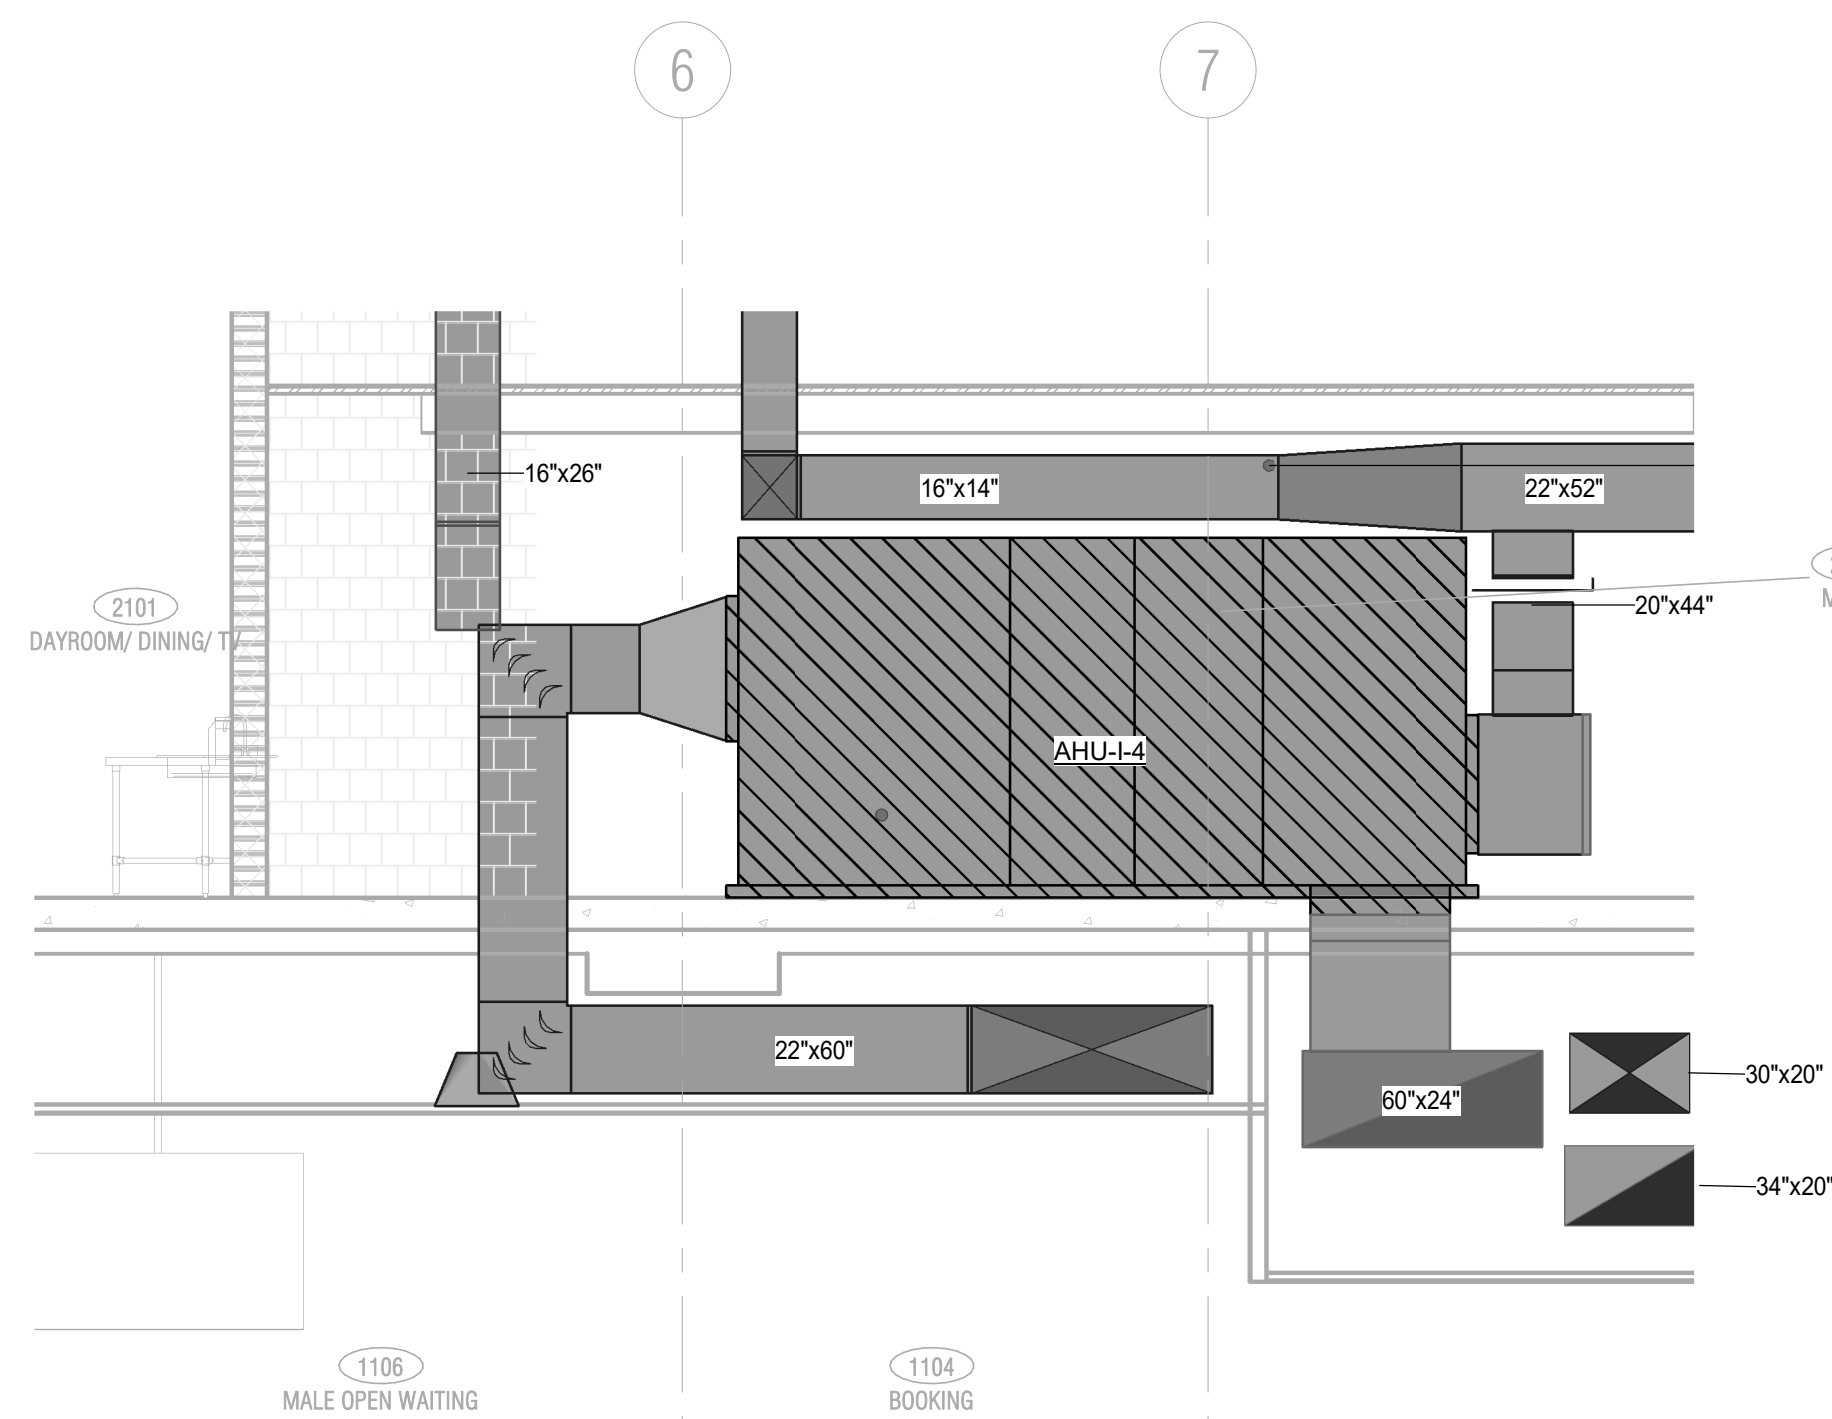 6
7
16"x26"
16"x14"
22"x52"
20"x44"
2101
DAYROOM/ DINING/ TV
M
AHU-I-4
22"x60"
60"x24"
30"x20"
34"x20"
1106
MALE OPEN WAITING
1104
BOOKING